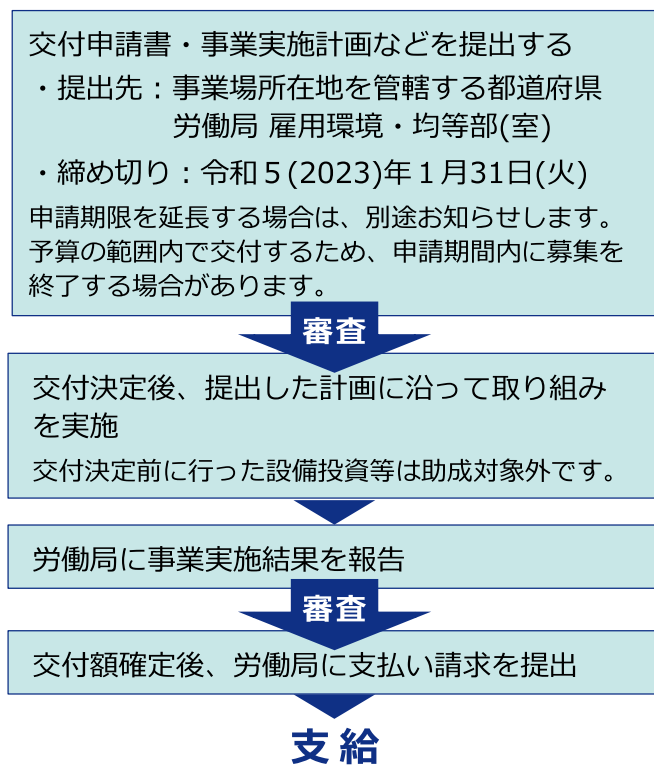 交付申請書・事業実施計画などを提出する
・提出先：事業場所在地を管轄する都道府県
労働局 雇用環境・均等部(室)
・締め切り：令和５(2023)年１月31日(火)
申請期限を延長する場合は、別途お知らせします。
予算の範囲内で交付するため、申請期間内に募集を
終了する場合があります。
審査
交付決定後、提出した計画に沿って取り組み
を実施
交付決定前に行った設備投資等は助成対象外です。
労働局に事業実施結果を報告
審査
交付額確定後、労働局に支払い請求を提出
支給